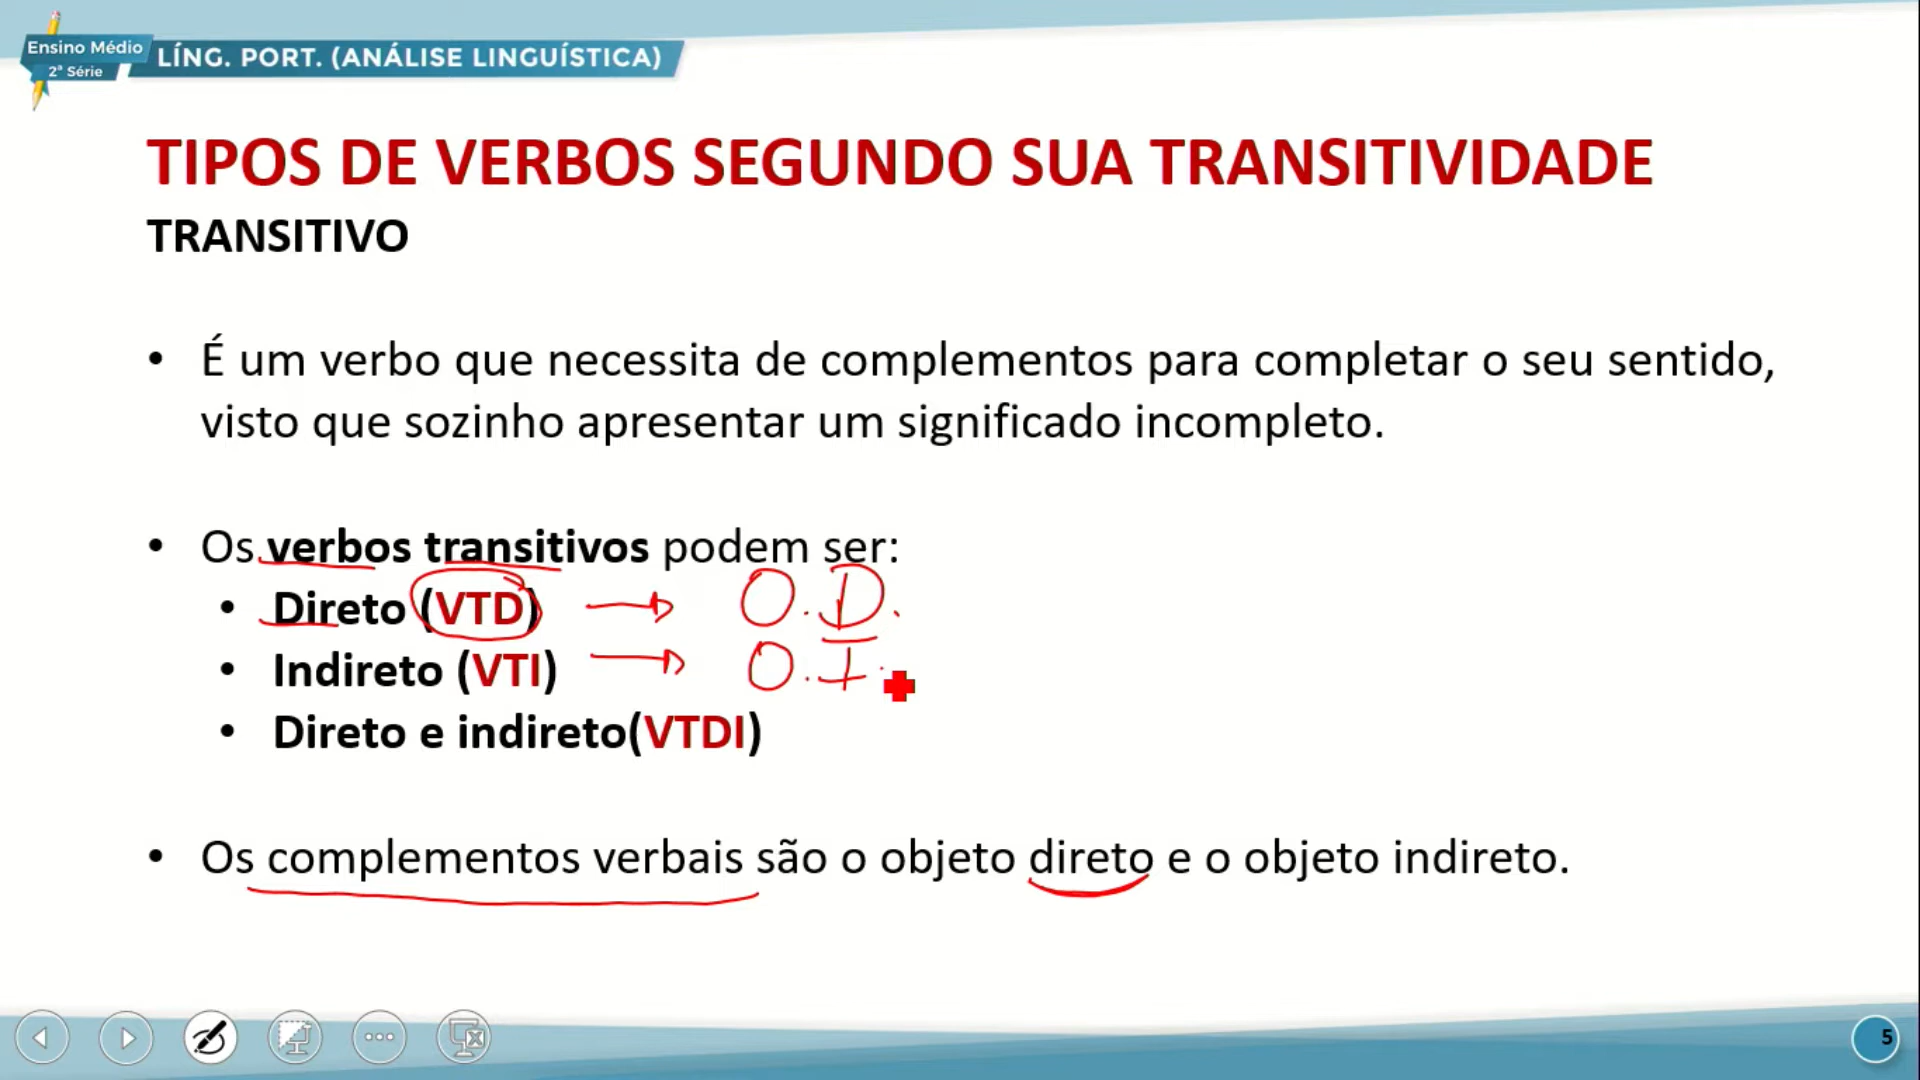 Ensino Médio
2ª Série
LÍNG. PORT. (ANÁLISE LINGUÍSTICA)
TIPOS DE VERBOS SEGUNDO SUA TRANSITIVIDADE
TRANSITIVO
• É um verbo que necessita de complementos para completar o seu sentido,
visto que sozinho apresentar um significado incompleto.
• Os verbos transitivos podem ser:
• Direto (VTD) → O.D.
• Indireto (VTI) → O.I.
• Direto e indireto(VTDI)
• Os complementos verbais são o objeto direto e o objeto indireto.
5